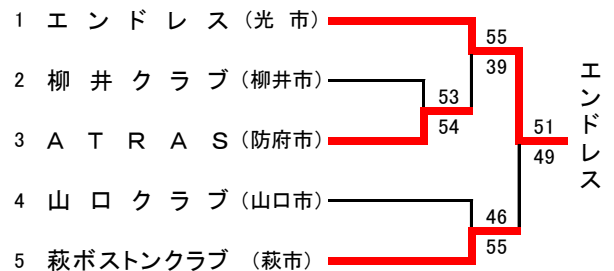 1 エンドレス (光 市)
55
39
2 柳井クラブ (柳井市)
53
54
3 ATRAS (防府市)
51
49
エンドレス
4 山口クラブ (山口市)
46
55
5 萩ボストンクラブ (萩市)